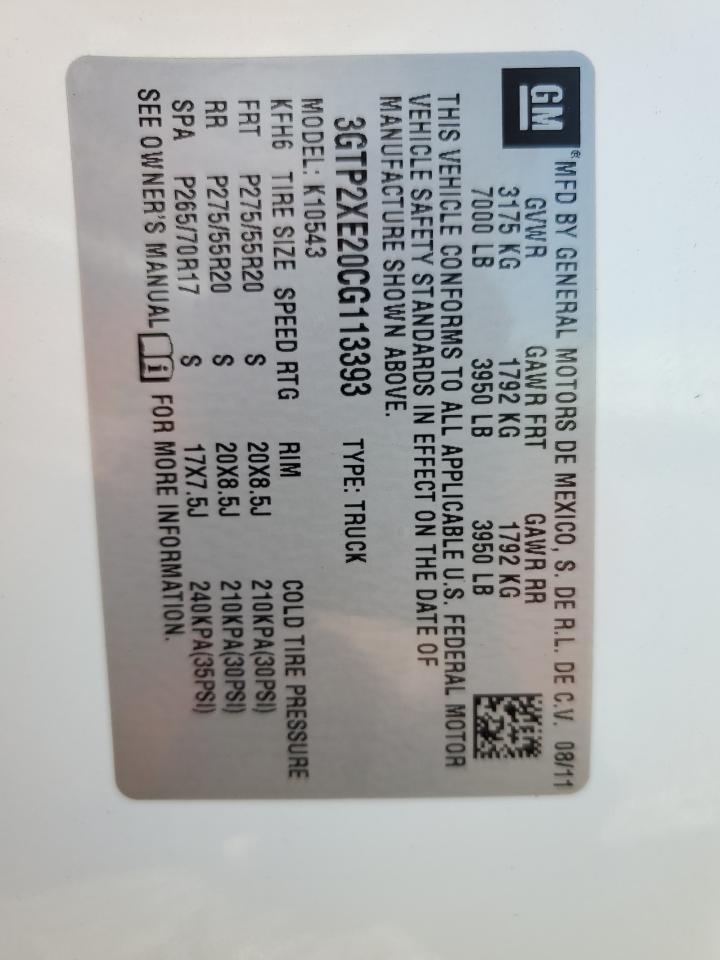 GM
® MFD BY GENERAL MOTORS DE MEXICO, S. DE R.L. DE C.V. 08/11
GVWR GAWR FRT GAWR RR
3175 KG 1792 KG 1792 KG
7000 LB 3950 LB 3950 LB
THIS VEHICLE CONFORMS TO ALL APPLICABLE U.S. FEDERAL MOTOR
VEHICLE SAFETY STANDARDS IN EFFECT ON THE DATE OF
MANUFACTURE SHOWN ABOVE.
3GTP2XE20CG113393 TYPE: TRUCK
MODEL: K10543
KFH6 TIRE SIZE SPEED RTG RIM COLD TIRE PRESSURE
FRT P275/55R20 S 20X8.5J 210KPA(30PSI)
RR P275/55R20 S 20X8.5J 210KPA(30PSI)
SPA P265/70R17 S 17X7.5J 240KPA(35PSI)
SEE OWNER'S MANUAL i FOR MORE INFORMATION.